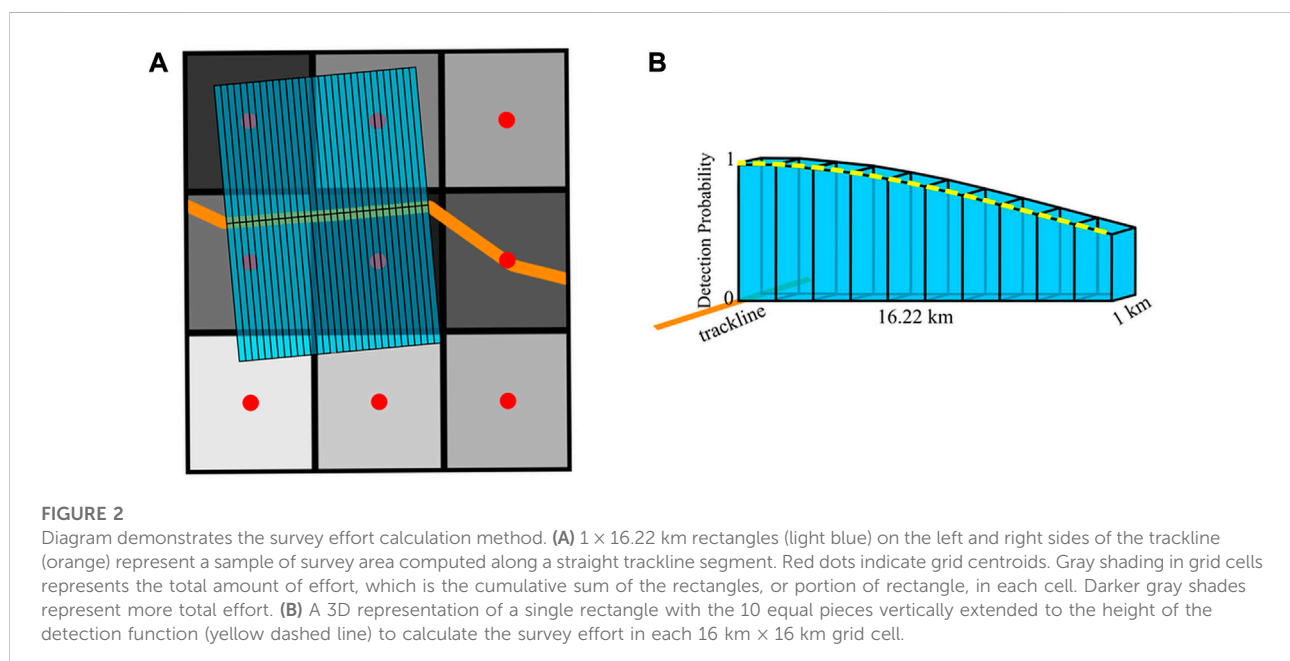 A
B
Detection Probability
1
0
trackline
16.22 km
1 km
FIGURE 2
Diagram demonstrates the survey effort calculation method. (A) 1 × 16.22 km rectangles (light blue) on the left and right sides of the trackline
(orange) represent a sample of survey area computed along a straight trackline segment. Red dots indicate grid centroids. Gray shading in grid cells
represents the total amount of effort, which is the cumulative sum of the rectangles, or portion of rectangle, in each cell. Darker gray shades
represent more total effort. (B) A 3D representation of a single rectangle with the 10 equal pieces vertically extended to the height of the
detection function (yellow dashed line) to calculate the survey effort in each 16 km × 16 km grid cell.